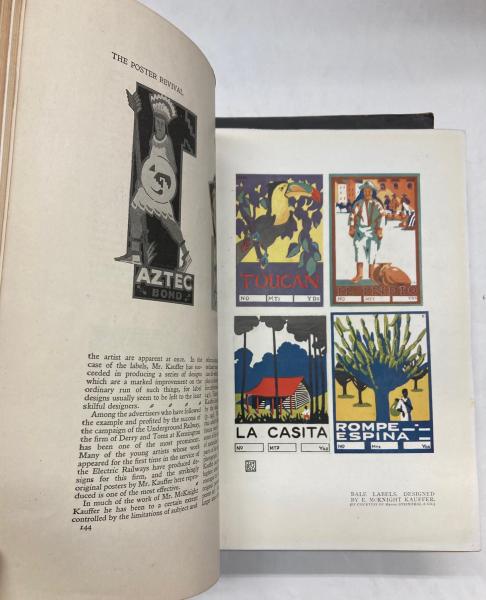 THE POSTER REVIVAL
AZTEC
BOND
the artist are apparent at once. In the
case of the labels, Mr. Kauffer has suc-
ceeded in producing a series of designs
which are a marked improvement on the
ordinary run of such things, for label
designs usually seem to be left to the least
skilful designers.
Among the advertisers who have followed
the example and profited by the success of
the campaign of the Underground Railway,
the firm of Derry and Toms at Kensington
has been one of the most prominent.
Many of the young artists whose work
appeared for the first time in the service of
the Electric Railways have produced de-
signs for this firm, and the strikingly
original posters by Mr. Kauffer here repro-
duced is one of the most effective.
In much of the work of Mr. McKnight
Kauffer he has to a certain extent
controlled by the limitations of subject and
144
TOUCAN
NO MTS YDS
NO MTS YDS
LA CASITA
NO MTS YDS
ROMPE
ESPINA
No Mts Yds
BALE LABELS. DESIGNED
BY E. McKNIGHT KAUFFER.